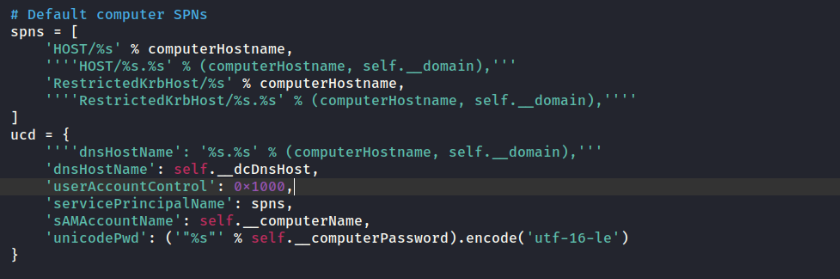 # Default computer SPNs
spns = [
    'HOST/%s' % computerHostname,
    ''''HOST/%s.%s' % (computerHostname, self.__domain),'''
    'RestrictedKrbHost/%s' % computerHostname,
    ''''RestrictedKrbHost/%s.%s' % (computerHostname, self.__domain),''''
]
ucd = {
    ''''dnsHostName': '%s.%s' % (computerHostname, self.__domain),'''
    'dnsHostName': self.__dcDnsHost,
    'userAccountControl': 0×1000,
    'servicePrincipalName': spns,
    'sAMAccountName': self.__computerName,
    'unicodePwd': ('"%s"' % self.__computerPassword).encode('utf-16-le')
}